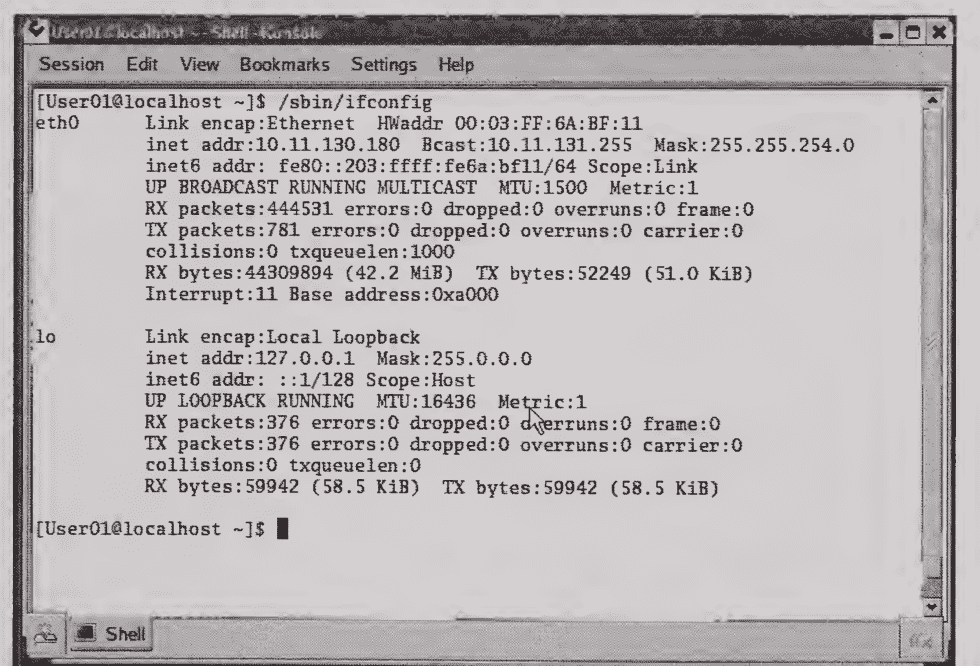 User01@localhost:~ - Shell - Konsole
Session Edit View Bookmarks Settings Help
[User01@localhost ~]$ /sbin/ifconfig
eth0 Link encap:Ethernet HWaddr 00:03:FF:6A:BF:11
inet addr:10.11.130.180 Bcast:10.11.131.255 Mask:255.255.254.0
inet6 addr: fe80::203:ffff:fe6a:bf11/64 Scope:Link
UP BROADCAST RUNNING MULTICAST MTU:1500 Metric:1
RX packets:444531 errors:0 dropped:0 overruns:0 frame:0
TX packets:781 errors:0 dropped:0 overruns:0 carrier:0
collisions:0 txqueuelen:1000
RX bytes:44309894 (42.2 MiB) TX bytes:52249 (51.0 KiB)
Interrupt:11 Base address:0xa000
lo Link encap:Local Loopback
inet addr:127.0.0.1 Mask:255.0.0.0
inet6 addr: ::1/128 Scope:Host
UP LOOPBACK RUNNING MTU:16436 Metric:1
RX packets:376 errors:0 dropped:0 overruns:0 frame:0
TX packets:376 errors:0 dropped:0 overruns:0 carrier:0
collisions:0 txqueuelen:0
RX bytes:59942 (58.5 KiB) TX bytes:59942 (58.5 KiB)
[User01@localhost ~]$
Shell